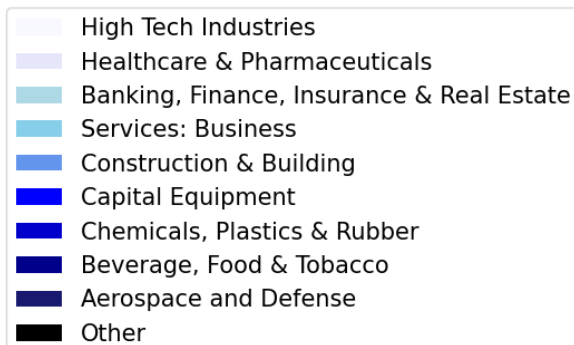 High Tech Industries
Healthcare & Pharmaceuticals
Banking, Finance, Insurance & Real Estate
Services: Business
Construction & Building
Capital Equipment
Chemicals, Plastics & Rubber
Beverage, Food & Tobacco
Aerospace and Defense
Other